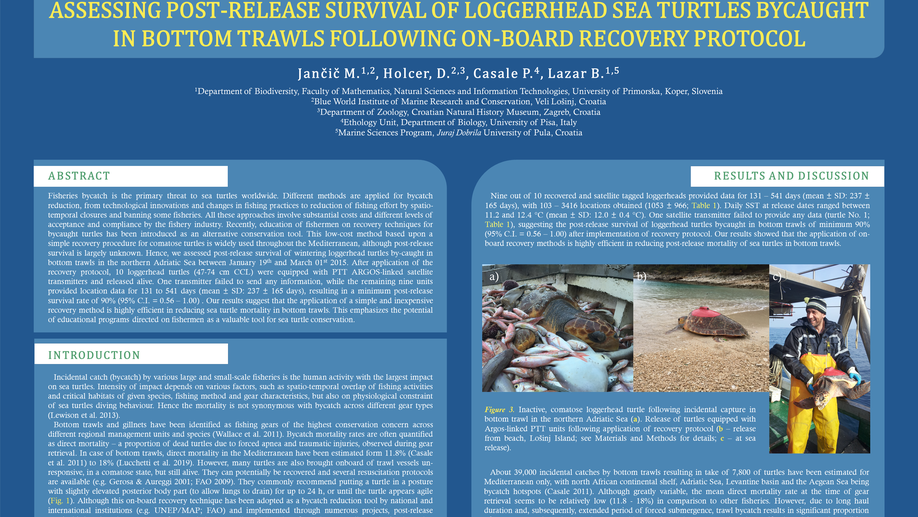 ASSESSING POST-RELEASE SURVIVAL OF LOGGERHEAD SEA TURTLES BYCAUGHT
IN BOTTOM TRAWLS FOLLOWING ON-BOARD RECOVERY PROTOCOL
Jančič M.1,2, Holcer, D.2,3, Casale P.4, Lazar B.1,5
1Department of Biodiversity, Faculty of Mathematics, Natural Sciences and Information Technologies, University of Primorska, Koper, Slovenia
2Blue World Institute of Marine Research and Conservation, Veli Lošinj, Croatia
3Department of Zoology, Croatian Natural History Museum, Zagreb, Croatia
4Ethology Unit, Department of Biology, University of Pisa, Italy
5Marine Sciences Program, Juraj Dobrila University of Pula, Croatia
ABSTRACT
Fisheries bycatch is the primary threat to sea turtles worldwide. Different methods are applied for bycatch
reduction, from technological innovations and changes in fishing practices to reduction of fishing effort by spatio-
temporal closures and banning some fisheries. All these approaches involve substantial costs and different levels of
acceptance and compliance by the fishery industry. Recently, education of fishermen on recovery techniques for
bycaught turtles has been introduced as an alternative conservation tool. This low-cost method based upon a
simple recovery procedure for comatose turtles is widely used throughout the Mediterranean, although post-release
survival is largely unknown. Hence, we assessed post-release survival of wintering loggerhead turtles by-caught in
bottom trawls in the northern Adriatic Sea between January 19th and March 01st 2015. After application of the
recovery protocol, 10 loggerhead turtles (47-74 cm CCL) were equipped with PTT ARGOS-linked satellite
transmitters and released alive. One transmitter failed to send any information, while the remaining nine units
provided location data for 131 to 541 days (mean ± SD: 237 ± 165 days), resulting in a minimum post-release
survival rate of 90% (95% C.I. = 0.56 – 1.00) . Our results suggest that the application of a simple and inexpensive
recovery method is highly efficient in reducing sea turtle mortality in bottom trawls. This emphasizes the potential
of educational programs directed on fishermen as a valuable tool for sea turtle conservation.
INTRODUCTION
Incidental catch (bycatch) by various large and small-scale fisheries is the human activity with the largest impact
on sea turtles. Intensity of impact depends on various factors, such as spatio-temporal overlap of fishing activities
and critical habitats of given species, fishing method and gear characteristics, but also on physiological constraint
of sea turtles diving behaviour. Hence the mortality is not synonymous with bycatch across different gear types
(Lewison et al. 2013).
Bottom trawls and gillnets have been identified as fishing gears of the highest conservation concern across
different regional management units and species (Wallace et al. 2011). Bycatch mortality rates are often quantified
as direct mortality – a proportion of dead turtles due to forced apnea and traumatic injuries, observed during gear
retrieval. In case of bottom trawls, direct mortality in the Mediterranean have been estimated form 11.8% (Casale
et al. 2011) to 18% (Lucchetti et al. 2019). However, many turtles are also brought onboard of trawl vessels un-
responsive, in a comatose state, but still alive. They can potentially be recovered and several resuscitation protocols
are available (e.g. Gerosa & Aureggi 2001; FAO 2009). They commonly recommend putting a turtle in a posture
with slightly elevated posterior body part (to allow lungs to drain) for up to 24 h, or until the turtle appears agile
(Fig. 1). Although this on-board recovery technique has been adopted as a bycatch reduction tool by national and
international institutions (e.g. UNEP/MAP; FAO) and implemented through numerous projects, post-release
RESULTS AND DISCUSSION
Nine out of 10 recovered and satellite tagged loggerheads provided data for 131 – 541 days (mean ± SD: 237 ±
165 days), with 103 – 3416 locations obtained (1053 ± 966; Table 1). Daily SST at release dates ranged between
11.2 and 12.4 °C (mean ± SD: 12.0 ± 0.4 °C). One satellite transmitter failed to provide any data (turtle No. 1;
Table 1), suggesting the post-release survival of loggerhead turtles bycaught in bottom trawls of minimum 90%
(95% C.I. = 0.56 – 1.00) after implementation of recovery protocol. Our results showed that the application of on-
board recovery methods is highly efficient in reducing post-release mortality of sea turtles in bottom trawls.
a)
b)
c)
Figure 3. Inactive, comatose loggerhead turtle following incidental capture in
bottom trawl in the northern Adriatic Sea (a). Release of turtles equipped with
Argos-linked PTT units following application of recovery protocol (b – release
from beach, Lošinj Island; see Materials and Methods for details; c – at sea
release).
About 39,000 incidental catches by bottom trawls resulting in take of 7,800 of turtles have been estimated for
Mediterranean only, with north African continental shelf, Adriatic Sea, Levantine basin and the Aegean Sea being
bycatch hotspots (Casale 2011). Although greatly variable, the mean direct mortality rate at the time of gear
retrieval seems to be relatively low (11.8 - 18%) in comparison to other fisheries. However, due to long haul
duration and, subsequently, extended period of forced submergence, trawl bycatch results in significant proportion